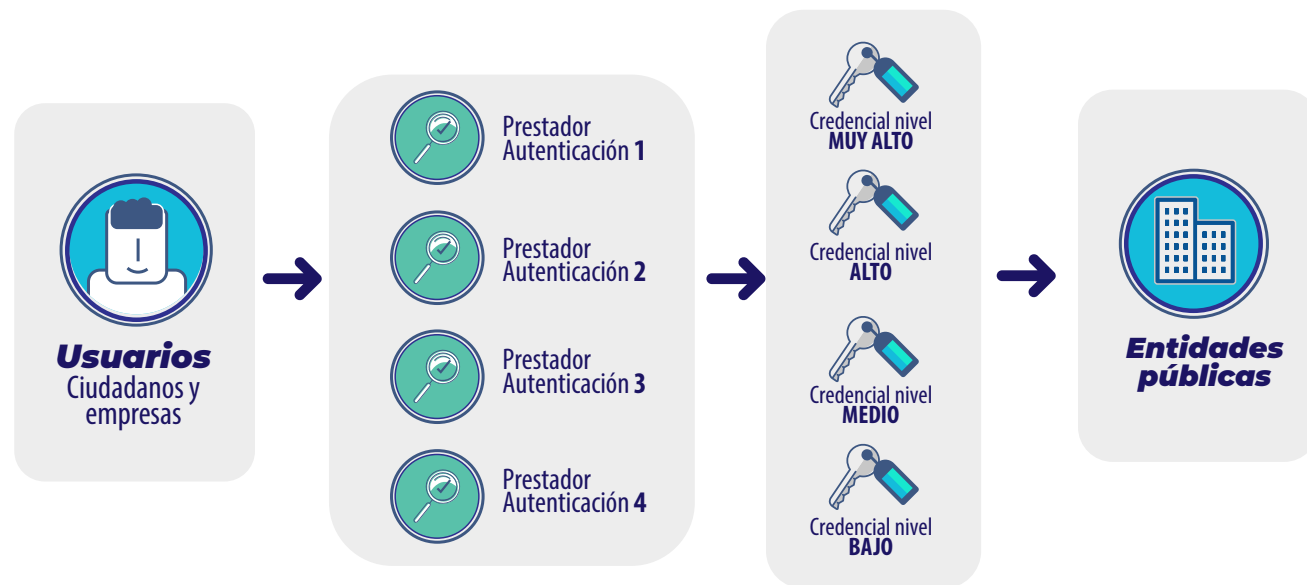 Usuarios
Ciudadanos y
empresas
Prestador
Autenticación 1
Prestador
Autenticación 2
Prestador
Autenticación 3
Prestador
Autenticación 4
Credencial nivel
MUY ALTO
Credencial nivel
ALTO
Credencial nivel
MEDIO
Credencial nivel
BAJO
Entidades
públicas